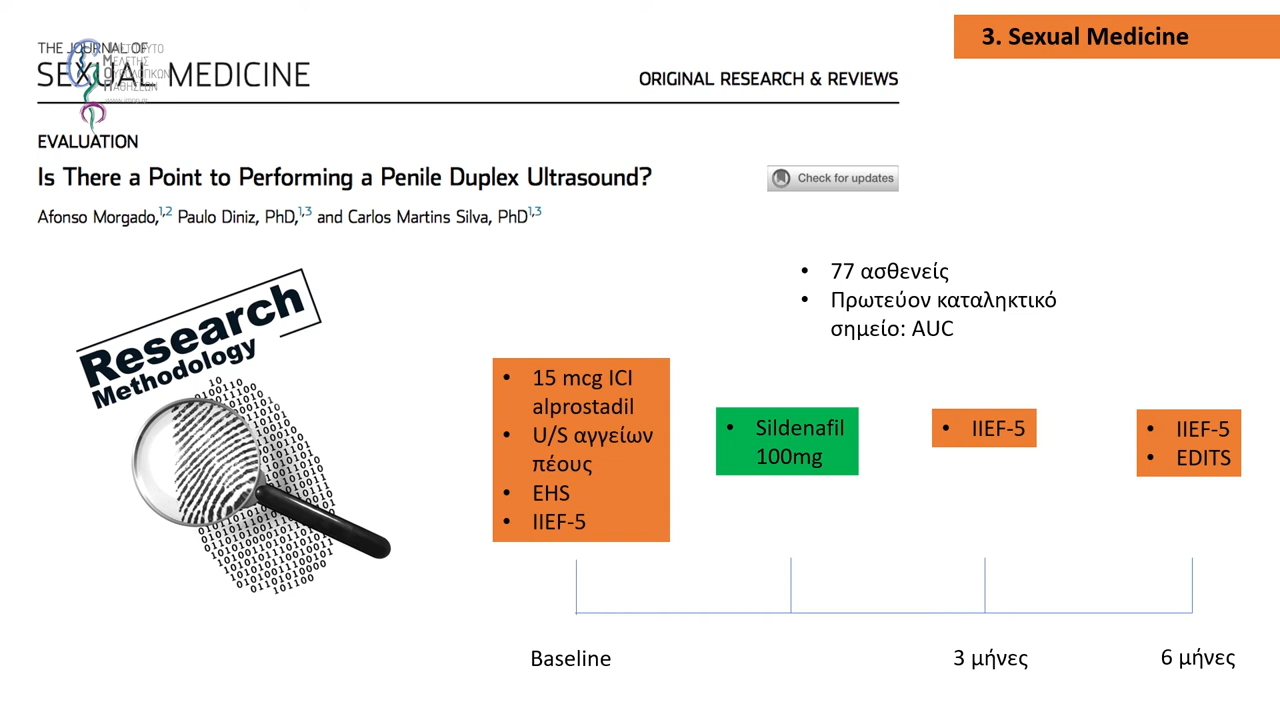 3. Sexual Medicine
THE JOURNAL OF
SEXUAL MEDICINE
ΜΕΛΕΤΗΣ
ORIGINAL RESEARCH & REVIEWS
EVALUATION
Is There a Point to Performing a Penile Duplex Ultrasound?
Check for updates
Afonso Morgado,1,2 Paulo Diniz, PhD,1,3 and Carlos Martins Silva, PhD1,3
• 77 ασθενείς
• Πρωτεύον καταληκτικό
σημείο: AUC
Research
Methodology
• 15 mcg ICI
alprostadil
• U/S αγγείων
πέους
• EHS
• IIEF-5
• Sildenafil
100mg
• IIEF-5
• IIEF-5
• EDITS
Baseline
3 μήνες
6 μήνες